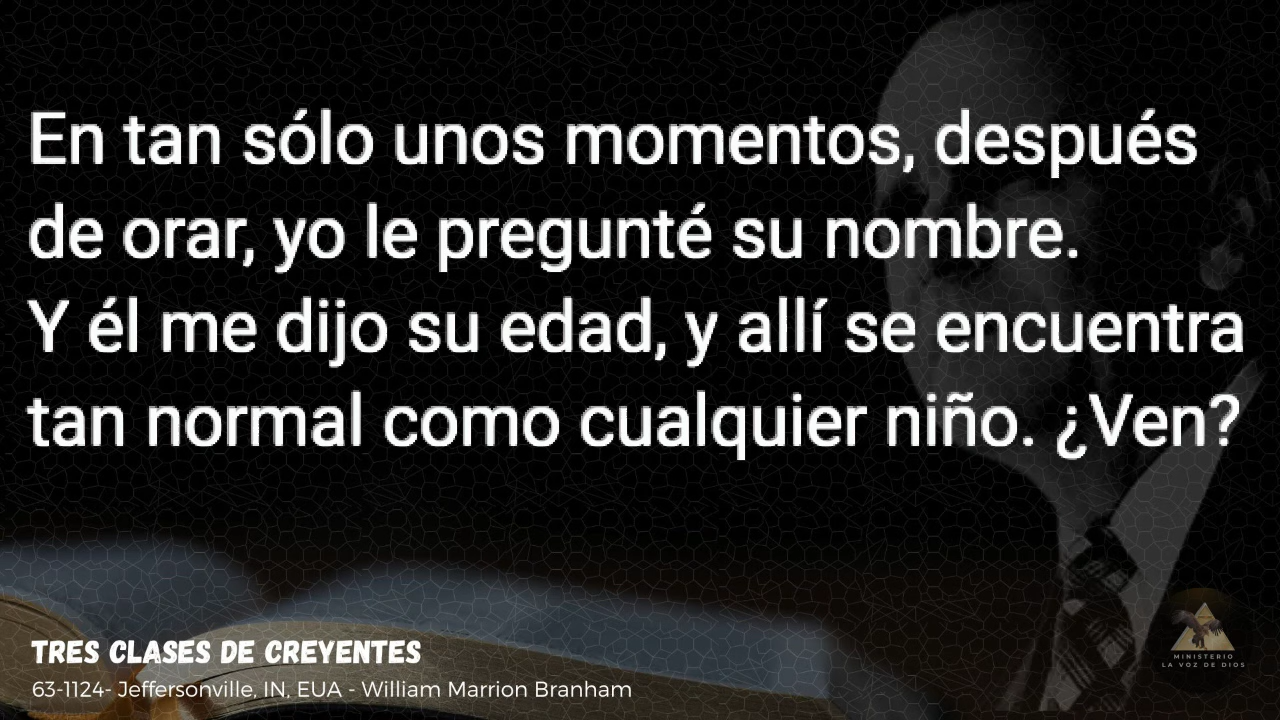 En tan sólo unos momentos, después
de orar, yo le pregunté su nombre.
Y él me dijo su edad, y allí se encuentra
tan normal como cualquier niño. ¿Ven?
TRES CLASES DE CREYENTES
63-1124- Jeffersonville, IN, EUA - William Marrion Branham
MINISTERIO
LA VOZ DE DIOS